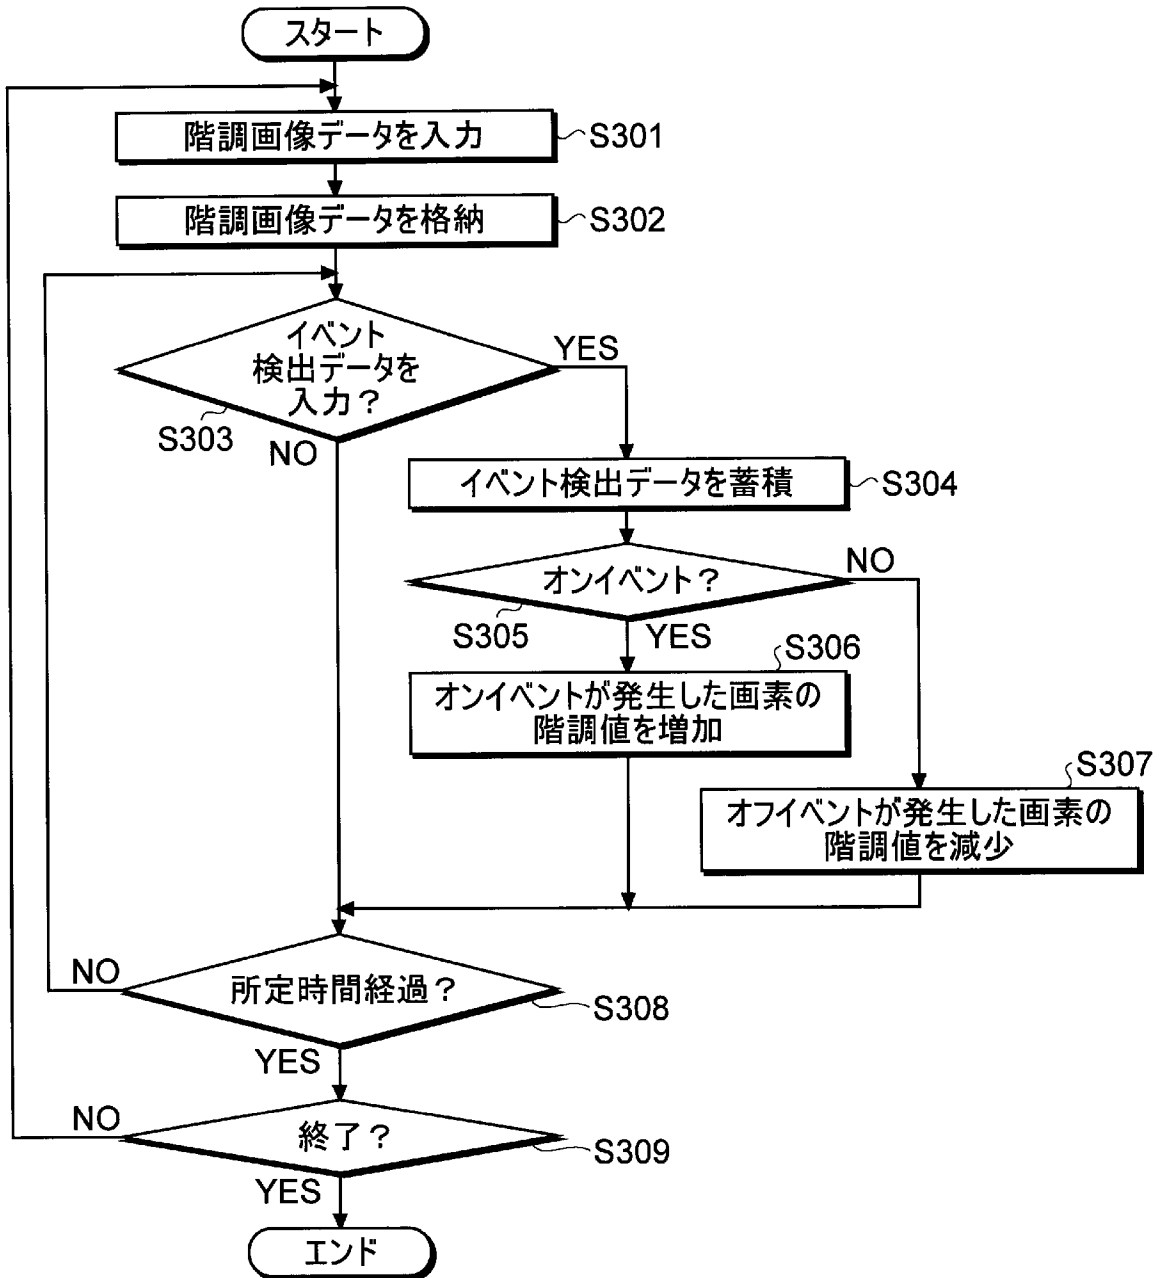 スタート
階調画像データを入力
S301
階調画像データを格納
S302
イベント
検出データを
入力？
YES
S303
NO
イベント検出データを蓄積
S304
オンイベント？
NO
S305
YES
S306
オンイベントが発生した画素の
階調値を増加
S307
オフイベントが発生した画素の
階調値を減少
NO
所定時間経過？
S308
YES
NO
終了？
S309
YES
エンド